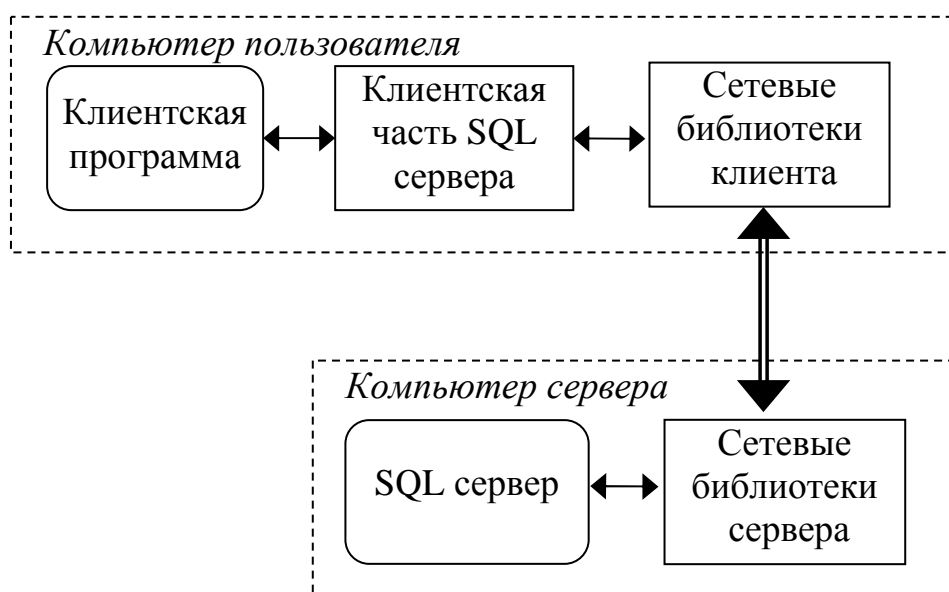 Компьютер пользователя
Клиентская
программа
Клиентская
часть SQL
сервера
Сетевые
библиотеки
клиента
Компьютер сервера
SQL сервер
Сетевые
библиотеки
сервера